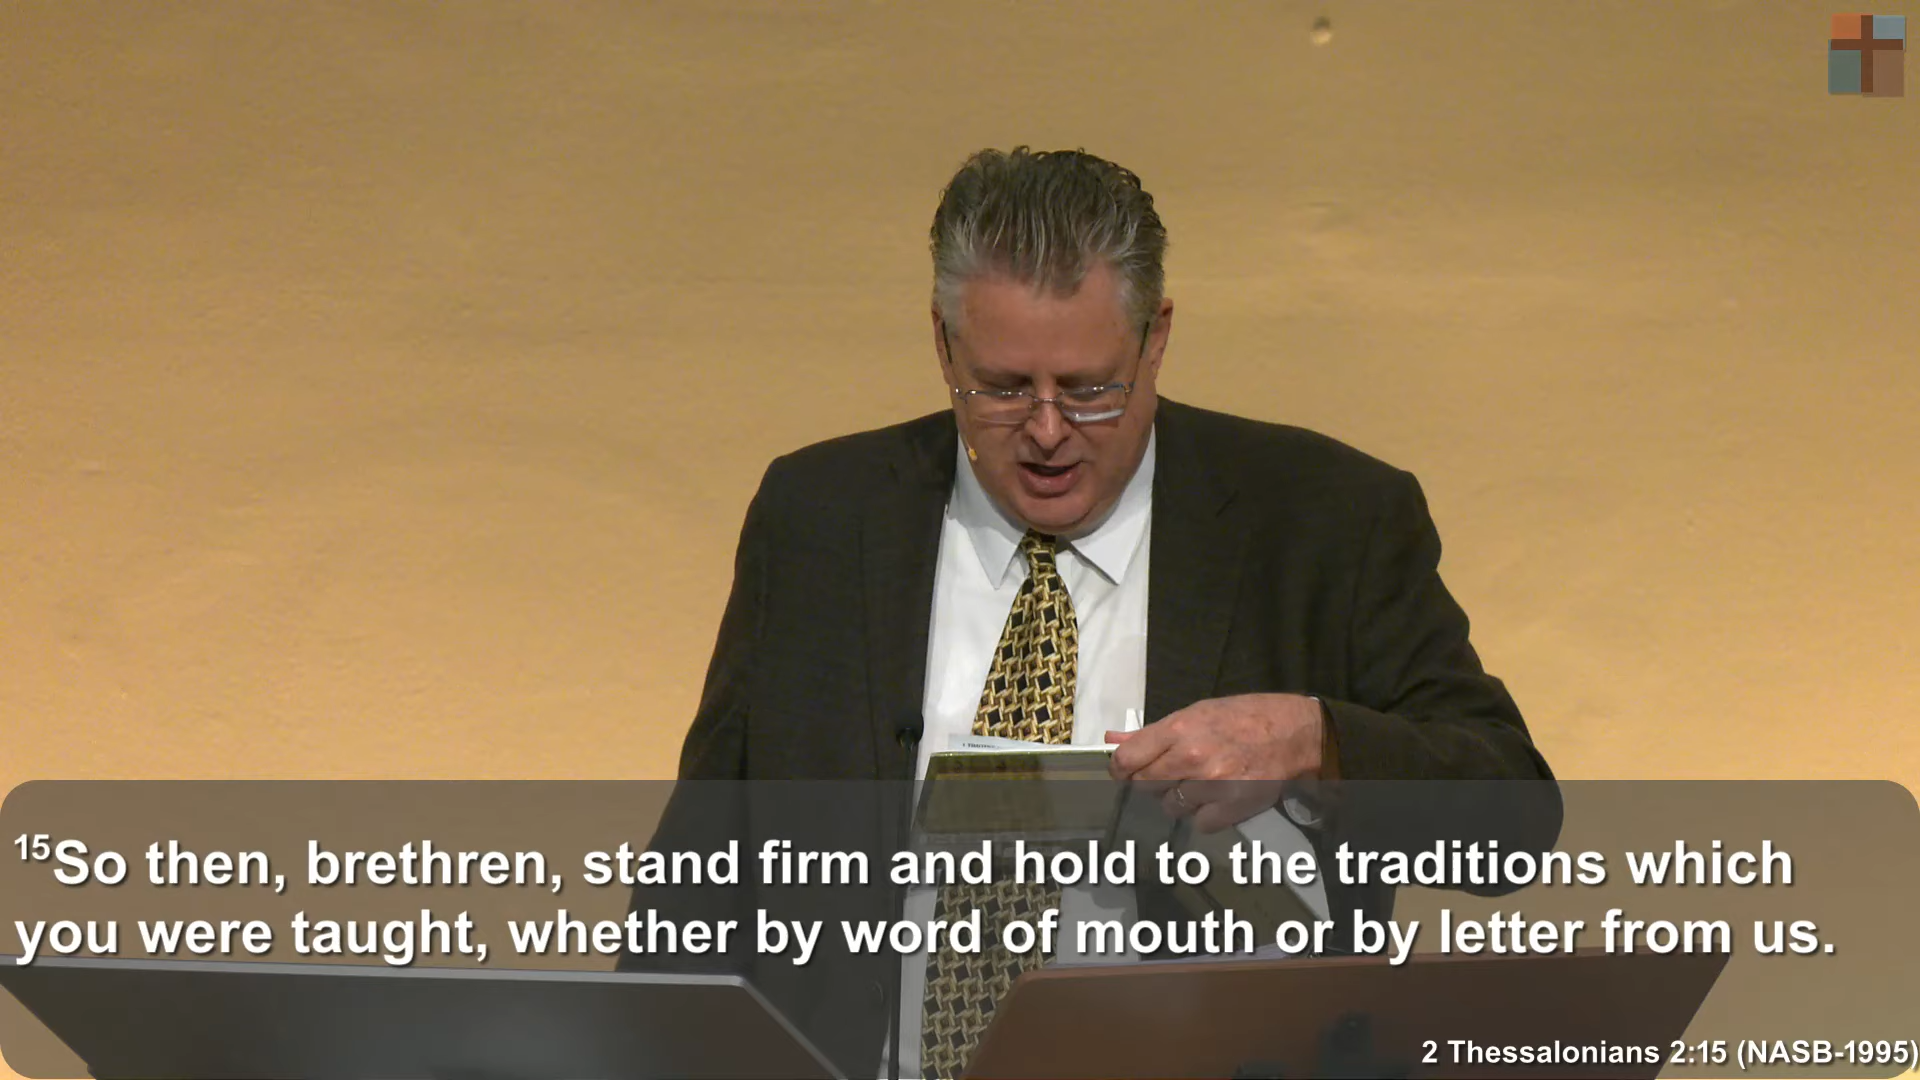 15So then, brethren, stand firm and hold to the traditions which
you were taught, whether by word of mouth or by letter from us.
2 Thessalonians 2:15 (NASB-1995)